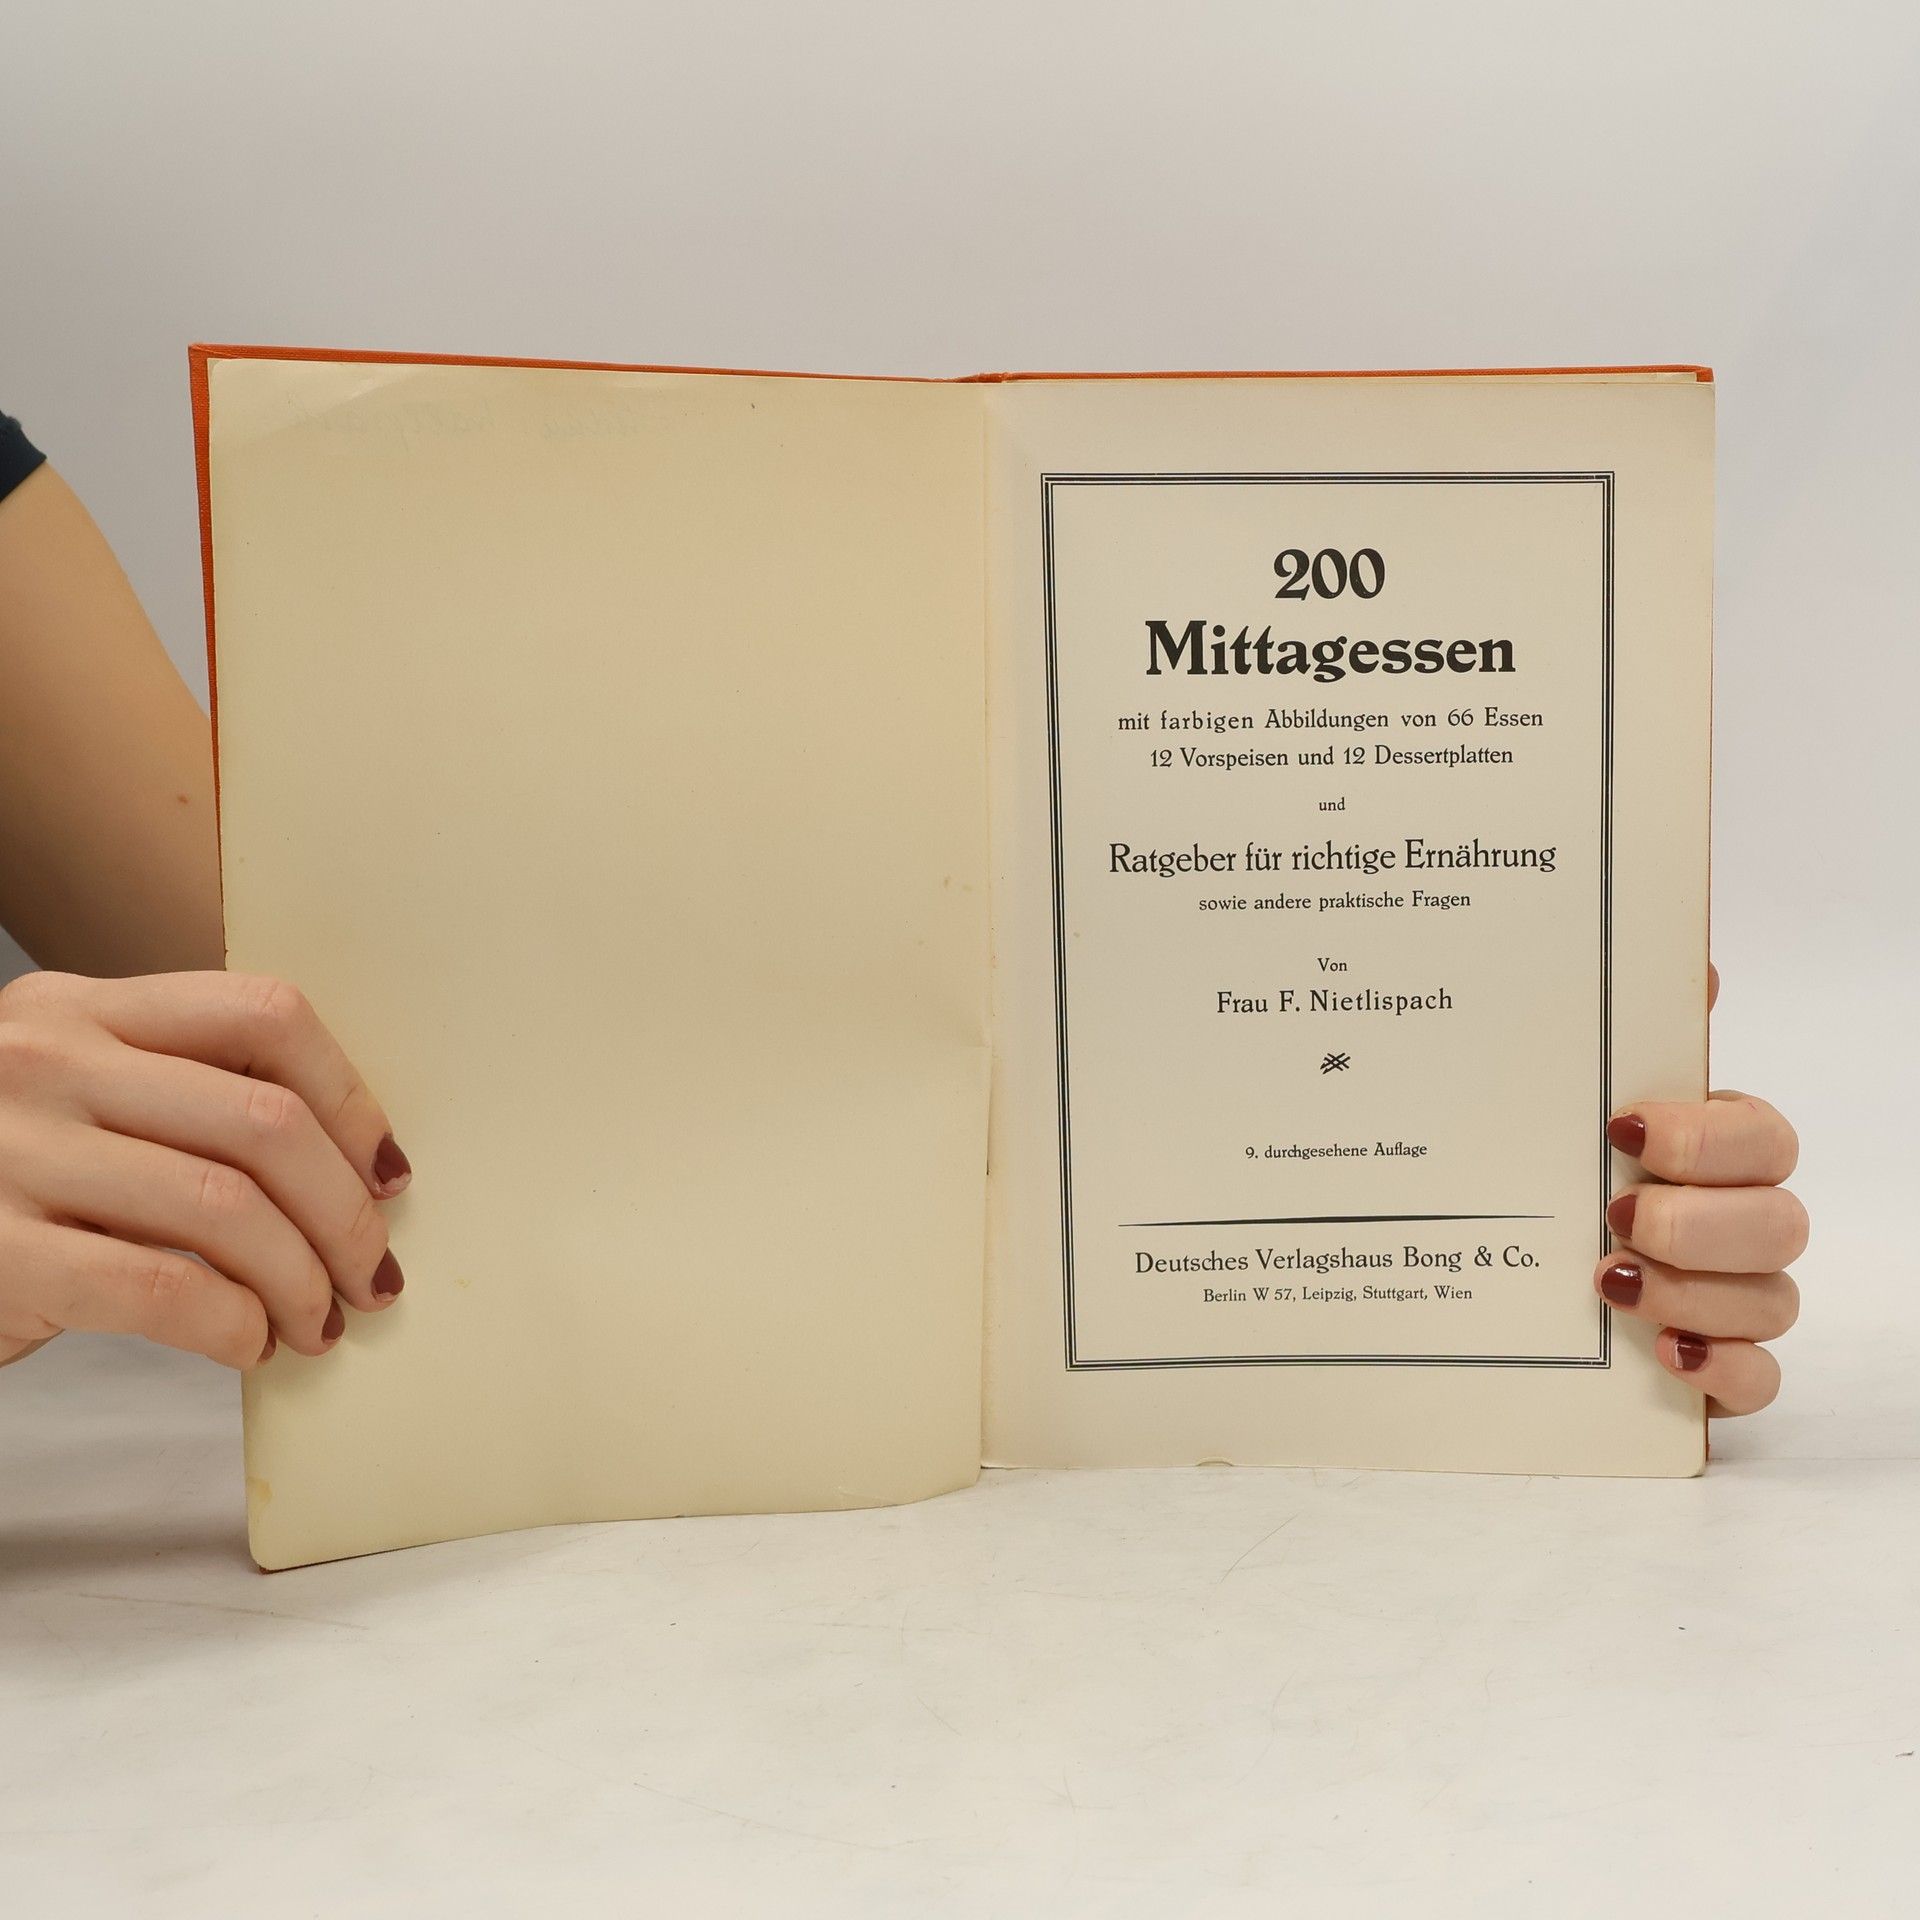 200
Mittagessen
mit farbigen Abbildungen von 66 Essen
12 Vorspeisen und 12 Dessertplatten
und
Ratgeber für richtige Ernährung
sowie andere praktische Fragen
Von
Frau F. Nietlispach
9. durchgesehene Auflage
Deutsches Verlagshaus Bong & Co.
Berlin W 57, Leipzig, Stuttgart, Wien